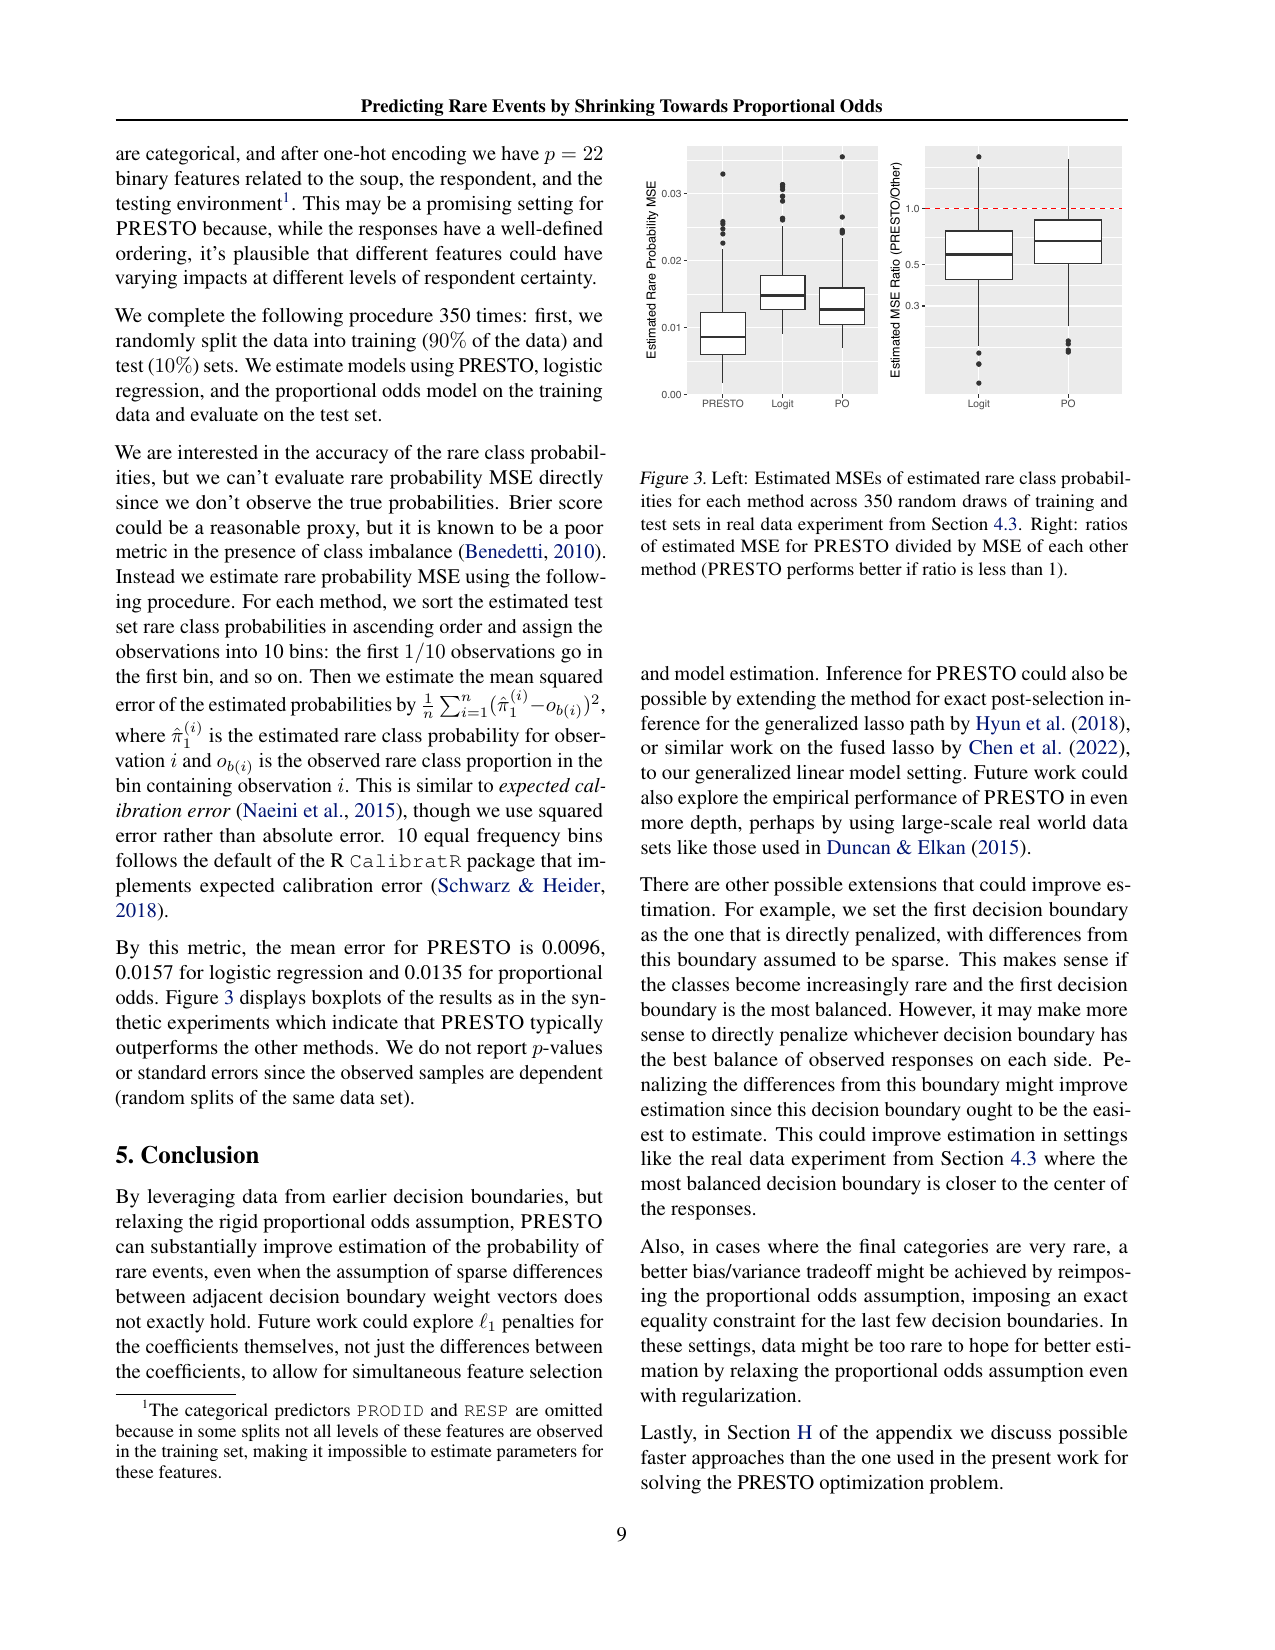 Predicting Rare Events by Shrinking Towards Proportional Odds
are categorical, and after one-hot encoding we have p = 22
binary features related to the soup, the respondent, and the
testing environment¹. This may be a promising setting for
PRESTO because, while the responses have a well-defined
ordering, it's plausible that different features could have
varying impacts at different levels of respondent certainty.
We complete the following procedure 350 times: first, we
randomly split the data into training (90% of the data) and
test (10%) sets. We estimate models using PRESTO, logistic
regression, and the proportional odds model on the training
data and evaluate on the test set.
We are interested in the accuracy of the rare class probabil-
ities, but we can't evaluate rare probability MSE directly
since we don't observe the true probabilities. Brier score
could be a reasonable proxy, but it is known to be a poor
metric in the presence of class imbalance (Benedetti, 2010).
Instead we estimate rare probability MSE using the follow-
ing procedure. For each method, we sort the estimated test
set rare class probabilities in ascending order and assign the
observations into 10 bins: the first 1/10 observations go in
the first bin, and so on. Then we estimate the mean squared
error of the estimated probabilities by $\frac{1}{n}\sum_{i=1}^{n}(\hat{\pi}_1^{(i)}-o_{b(i)})^2$,
where $\hat{\pi}_1^{(i)}$ is the estimated rare class probability for obser-
vation i and $o_{b(i)}$ is the observed rare class proportion in the
bin containing observation i. This is similar to expected cal-
ibration error (Naeini et al., 2015), though we use squared
error rather than absolute error. 10 equal frequency bins
follows the default of the R CalibratR package that im-
plements expected calibration error (Schwarz & Heider,
2018).
By this metric, the mean error for PRESTO is 0.0096,
0.0157 for logistic regression and 0.0135 for proportional
odds. Figure 3 displays boxplots of the results as in the syn-
thetic experiments which indicate that PRESTO typically
outperforms the other methods. We do not report p-values
or standard errors since the observed samples are dependent
(random splits of the same data set).
5. Conclusion
By leveraging data from earlier decision boundaries, but
relaxing the rigid proportional odds assumption, PRESTO
can substantially improve estimation of the probability of
rare events, even when the assumption of sparse differences
between adjacent decision boundary weight vectors does
not exactly hold. Future work could explore ℓ₁ penalties for
the coefficients themselves, not just the differences between
the coefficients, to allow for simultaneous feature selection
¹The categorical predictors PRODID and RESP are omitted
because in some splits not all levels of these features are observed
in the training set, making it impossible to estimate parameters for
these features.
Estimated Rare Probability MSE
0.03
0.02
0.01
0.00
PRESTO Logit PO
Estimated MSE Ratio (PRESTO/Other)
1.0
0.5
0.3
Logit PO
Figure 3. Left: Estimated MSEs of estimated rare class probabil-
ities for each method across 350 random draws of training and
test sets in real data experiment from Section 4.3. Right: ratios
of estimated MSE for PRESTO divided by MSE of each other
method (PRESTO performs better if ratio is less than 1).
and model estimation. Inference for PRESTO could also be
possible by extending the method for exact post-selection in-
ference for the generalized lasso path by Hyun et al. (2018),
or similar work on the fused lasso by Chen et al. (2022),
to our generalized linear model setting. Future work could
also explore the empirical performance of PRESTO in even
more depth, perhaps by using large-scale real world data
sets like those used in Duncan & Elkan (2015).
There are other possible extensions that could improve es-
timation. For example, we set the first decision boundary
as the one that is directly penalized, with differences from
this boundary assumed to be sparse. This makes sense if
the classes become increasingly rare and the first decision
boundary is the most balanced. However, it may make more
sense to directly penalize whichever decision boundary has
the best balance of observed responses on each side. Pe-
nalizing the differences from this boundary might improve
estimation since this decision boundary ought to be the easi-
est to estimate. This could improve estimation in settings
like the real data experiment from Section 4.3 where the
most balanced decision boundary is closer to the center of
the responses.
Also, in cases where the final categories are very rare, a
better bias/variance tradeoff might be achieved by reimpos-
ing the proportional odds assumption, imposing an exact
equality constraint for the last few decision boundaries. In
these settings, data might be too rare to hope for better esti-
mation by relaxing the proportional odds assumption even
with regularization.
Lastly, in Section H of the appendix we discuss possible
faster approaches than the one used in the present work for
solving the PRESTO optimization problem.
9